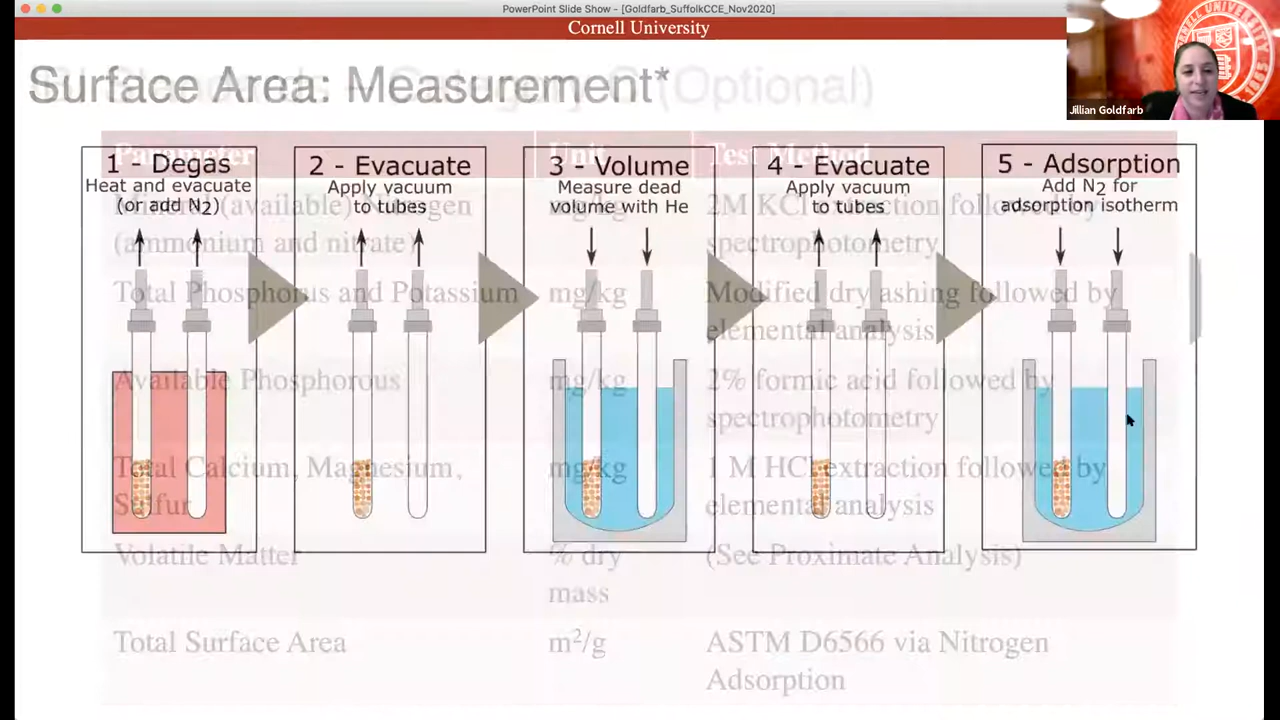 PowerPoint Slide Show - [Goldfarb_SuffolkCCE_Nov2020]
Cornell University
Surface Area: Measurement*
(Optional)
Jillian Goldfarb
CORNELL UNIVERSITY
1 - Degas
Heat and evacuate
(or add N2)
2 - Evacuate
Apply vacuum
to tubes
3 - Volume
Measure dead
volume with He
4 - Evacuate
Apply vacuum
to tubes
5 - Adsorption
Add N2 for
adsorption isotherm
Parameter Unit Test Method
Mineral (available) Nitrogen mg/kg 2M KCl extraction followed by
(ammonium and nitrate) spectrophotometry
Total Phosphorus and Potassium mg/kg Modified dry ashing followed by
elemental analysis
Available Phosphorous mg/kg 2% formic acid followed by
spectrophotometry
Total Calcium, Magnesium, mg/kg 1 M HCl extraction followed by
Sulfur elemental analysis
Volatile Matter % dry (See Proximate Analysis)
mass
Total Surface Area m²/g ASTM D6566 via Nitrogen
Adsorption